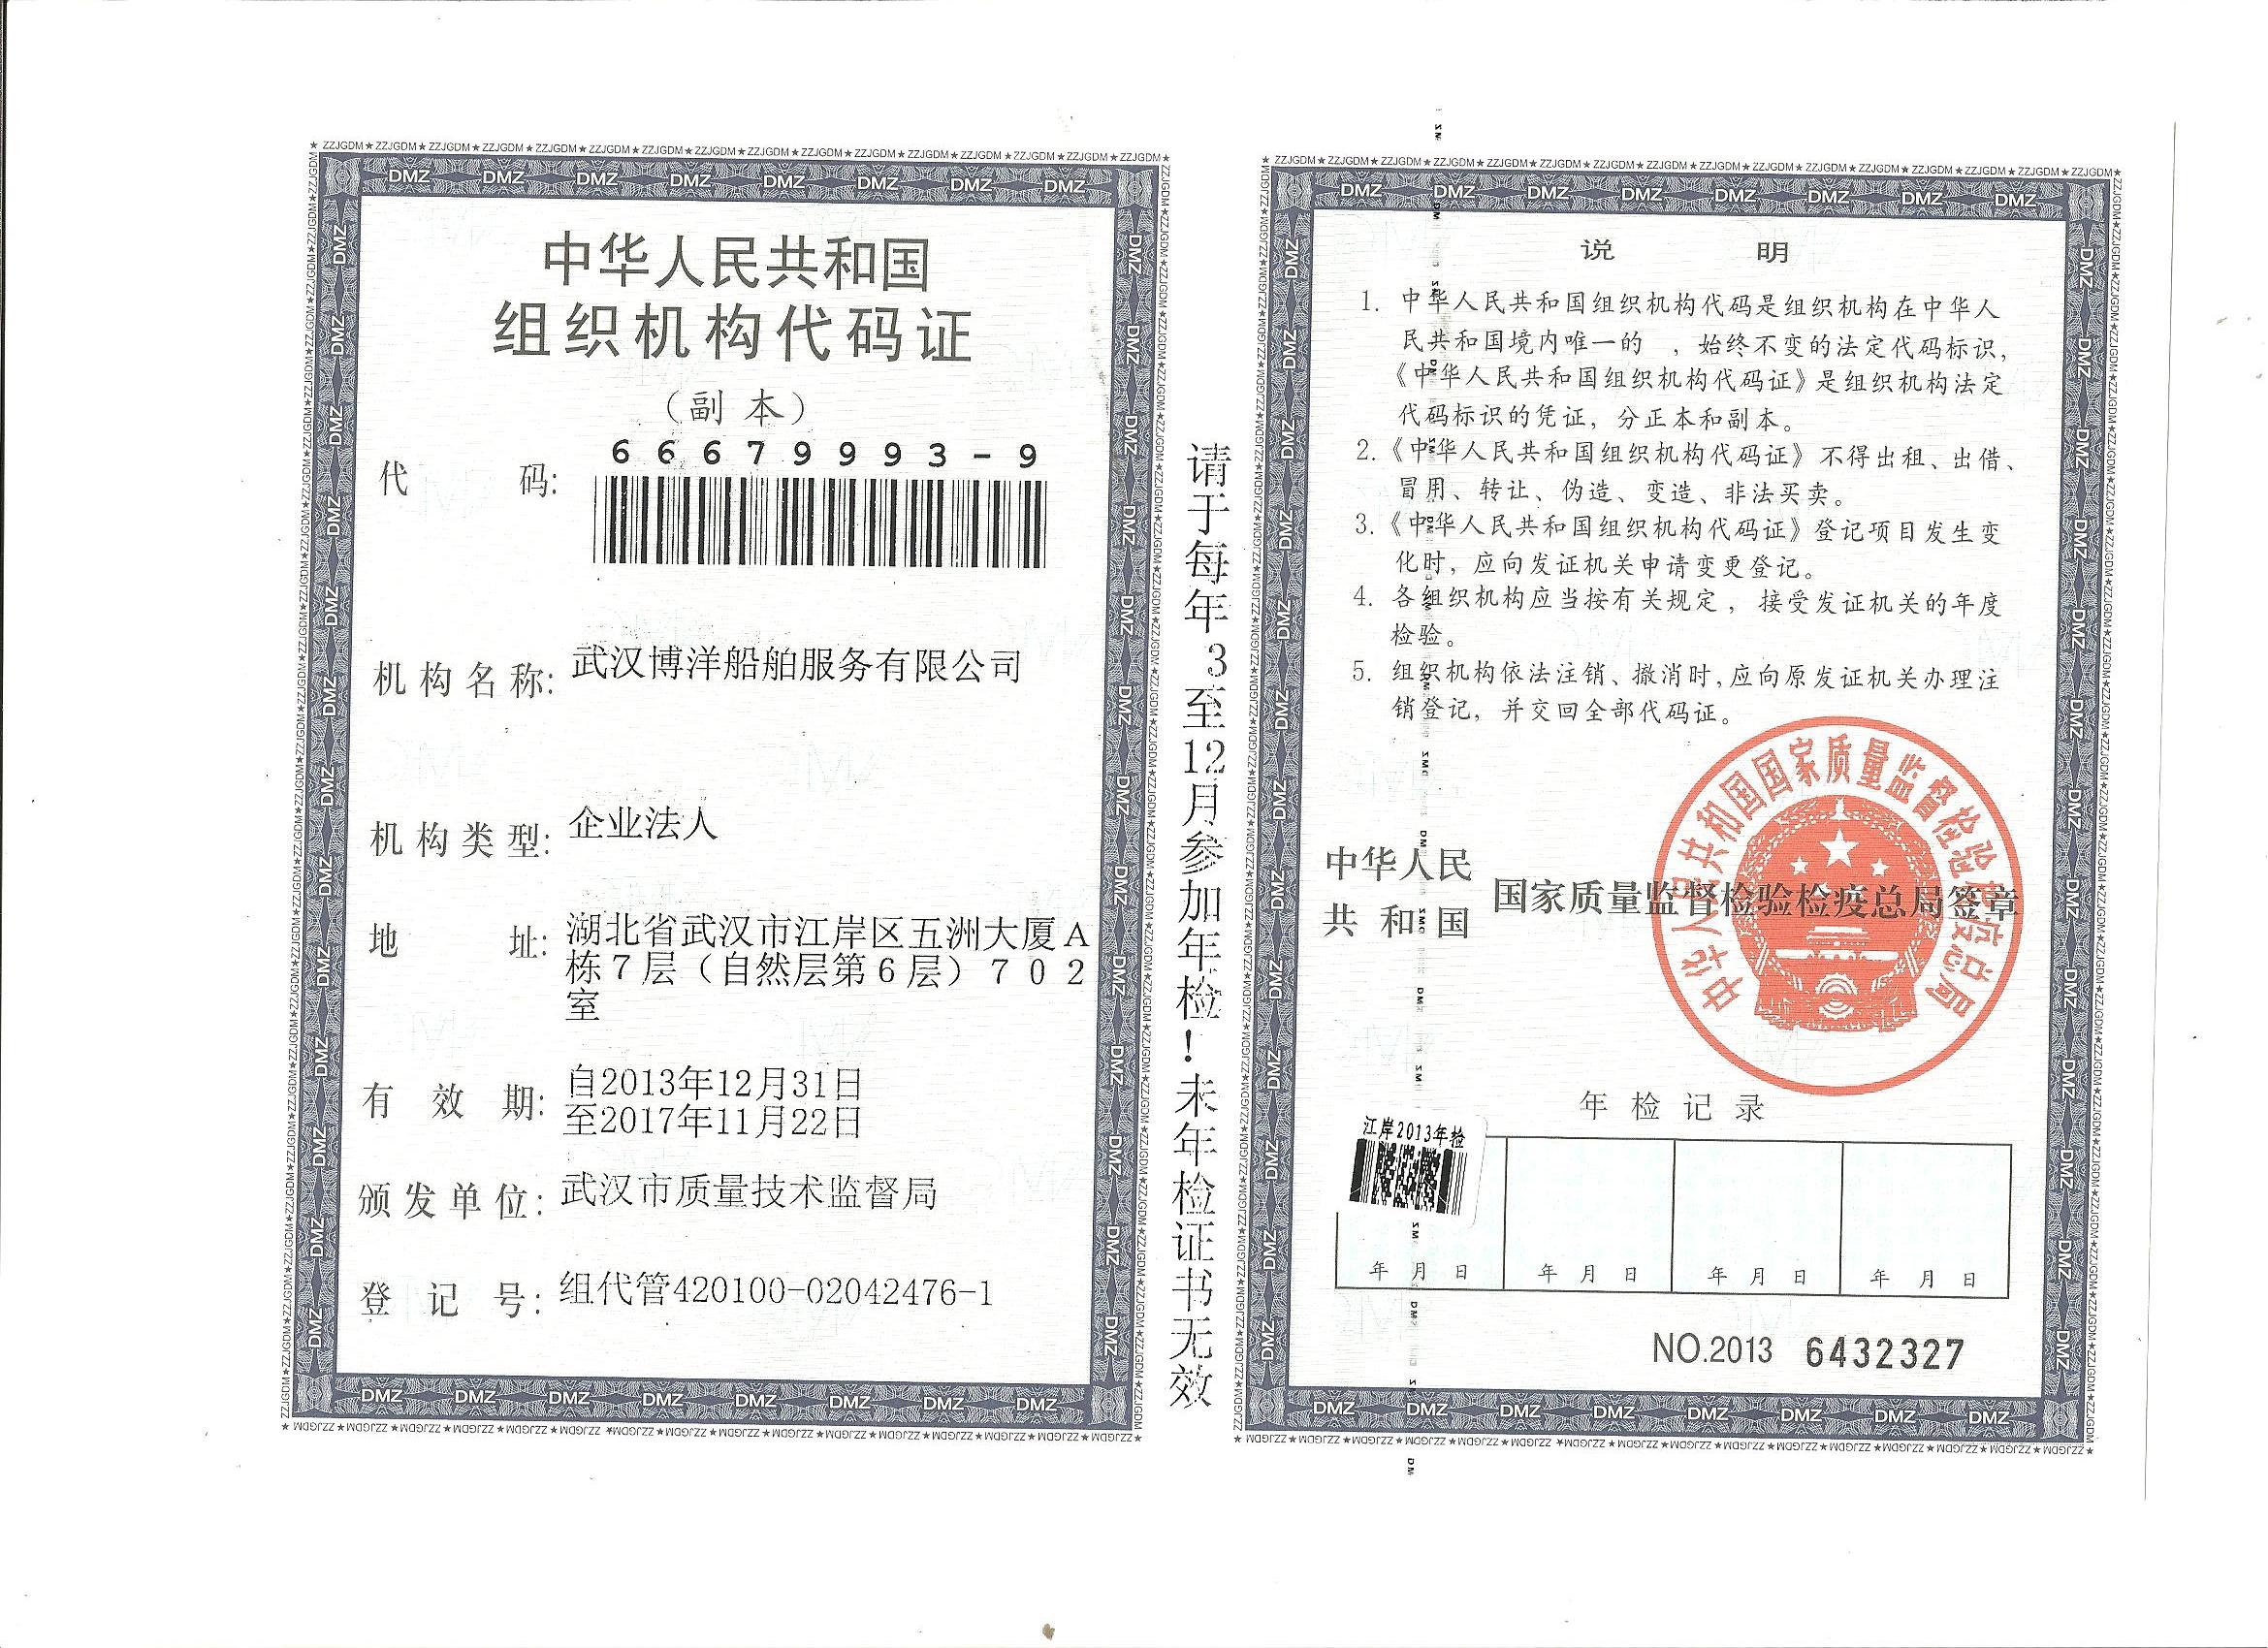 中华人民共和国
组织机构代码证
（副 本）
代 码: 66679993-9
机构名称: 武汉博洋船舶服务有限公司
机构类型: 企业法人
地 址: 湖北省武汉市江岸区五洲大厦A
栋7层（自然层第6层）702
室
有 效 期: 自2013年12月31日
至2017年11月22日
颁发单位: 武汉市质量技术监督局
登 记 号: 组代管420100-02042476-1
请于每年3至12月参加年检！未年检证书无效
说 明
1. 中华人民共和国组织机构代码是组织机构在中华人
民共和国境内唯一的 ，始终不变的法定代码标识，
《中华人民共和国组织机构代码证》是组织机构法定
代码标识的凭证，分正本和副本。
2.《中华人民共和国组织机构代码证》不得出租、出借、
冒用、转让、伪造、变造、非法买卖。
3.《中华人民共和国组织机构代码证》登记项目发生变
化时，应向发证机关申请变更登记。
4. 各组织机构应当按有关规定，接受发证机关的年度
检验。
5. 组织机构依法注销、撤消时,应向原发证机关办理注
销登记，并交回全部代码证。
中华人民
共和国 国家质量监督检验检疫总局签章
中华人民共和国国家质量监督检验检疫总局
年检记录
江岸2013年检
年 月 日 年 月 日 年 月 日 年 月 日
NO.2013 6432327